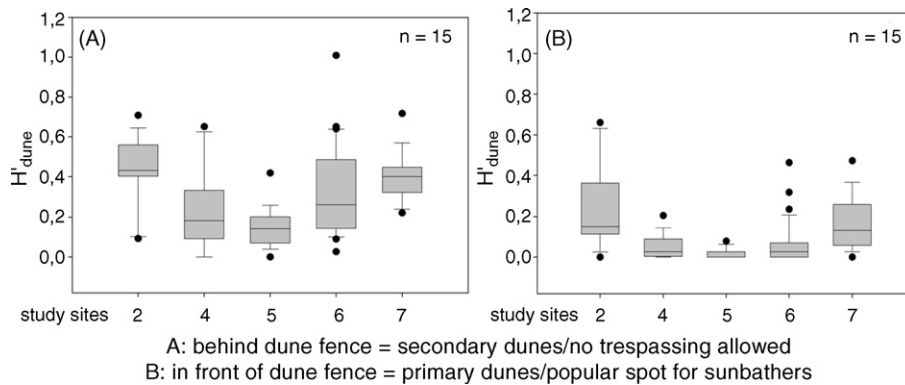 (A)
n = 15
1,2
1,0
0,8
0,6
0,4
0,2
0,0
H'dune
(B)
n = 15
1,2
1,0
0,8
0,6
0,4
0,2
0,0
H'dune
study sites 2 4 5 6 7
study sites 2 4 5 6 7
A: behind dune fence = secondary dunes/no trespassing allowed
B: in front of dune fence = primary dunes/popular spot for sunbathers